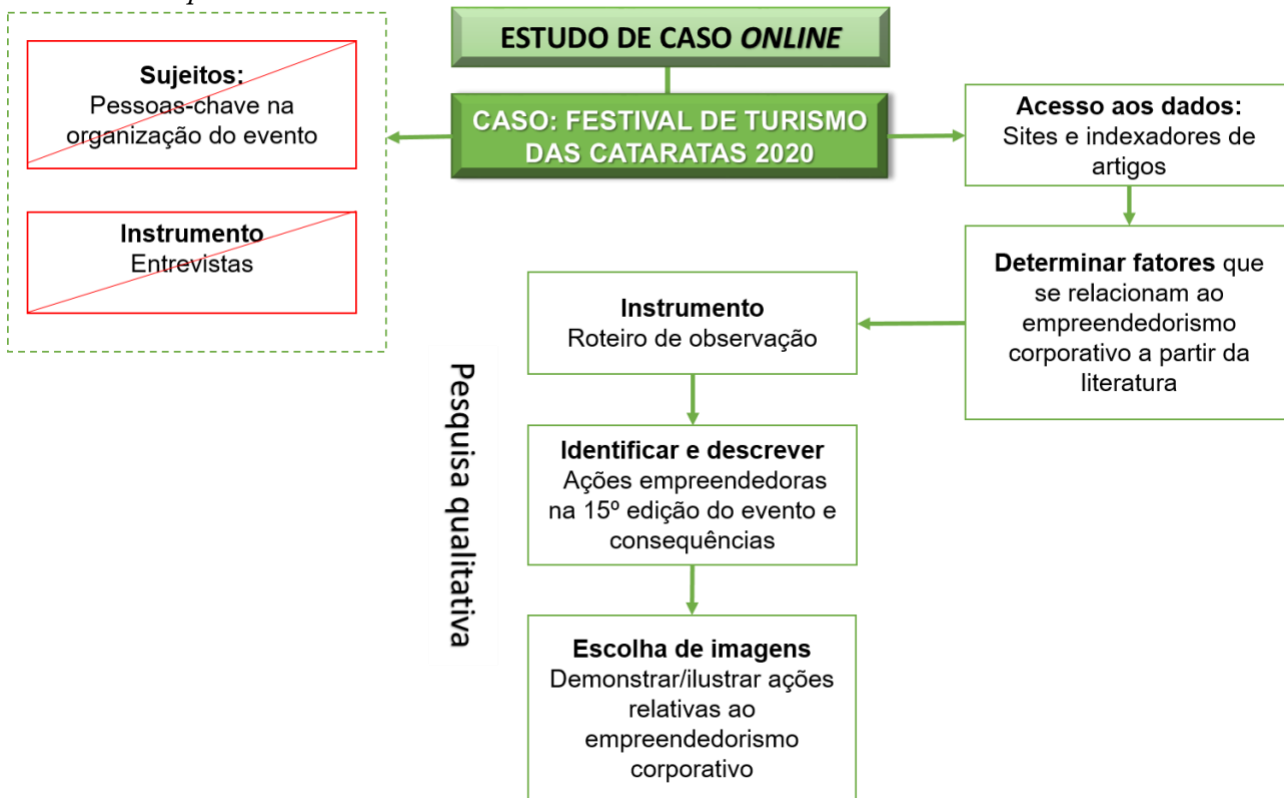 ESTUDO DE CASO ONLINE
CASO: FESTIVAL DE TURISMO
DAS CATARATAS 2020
Sujeitos:
Pessoas-chave na
organização do evento
Instrumento
Entrevistas
Acesso aos dados:
Sites e indexadores de
artigos
Determinar fatores que
se relacionam ao
empreendedorismo
corporativo a partir da
literatura
Instrumento
Roteiro de observação
Identificar e descrever
Ações empreendedoras
na 15º edição do evento e
consequências
Escolha de imagens
Demonstrar/ilustrar ações
relativas ao
empreendedorismo
corporativo
Pesquisa qualitativa